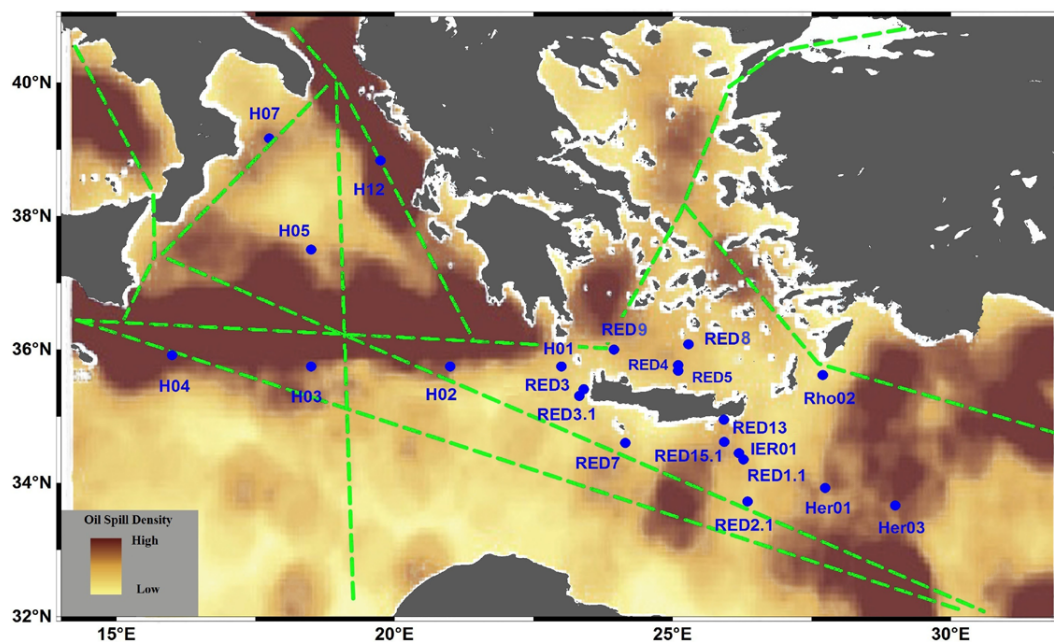 40°N
38°N
36°N
34°N
32°N
15°E
20°E
25°E
30°E
H07
H12
H05
H04
H03
H02
H01
RED9
RED8
RED4
RED5
RED3
RED3.1
RED7
RED13
IER01
RED15.1
RED1.1
RED2.1
Rho02
Her01
Her03
Oil Spill Density
High
Low